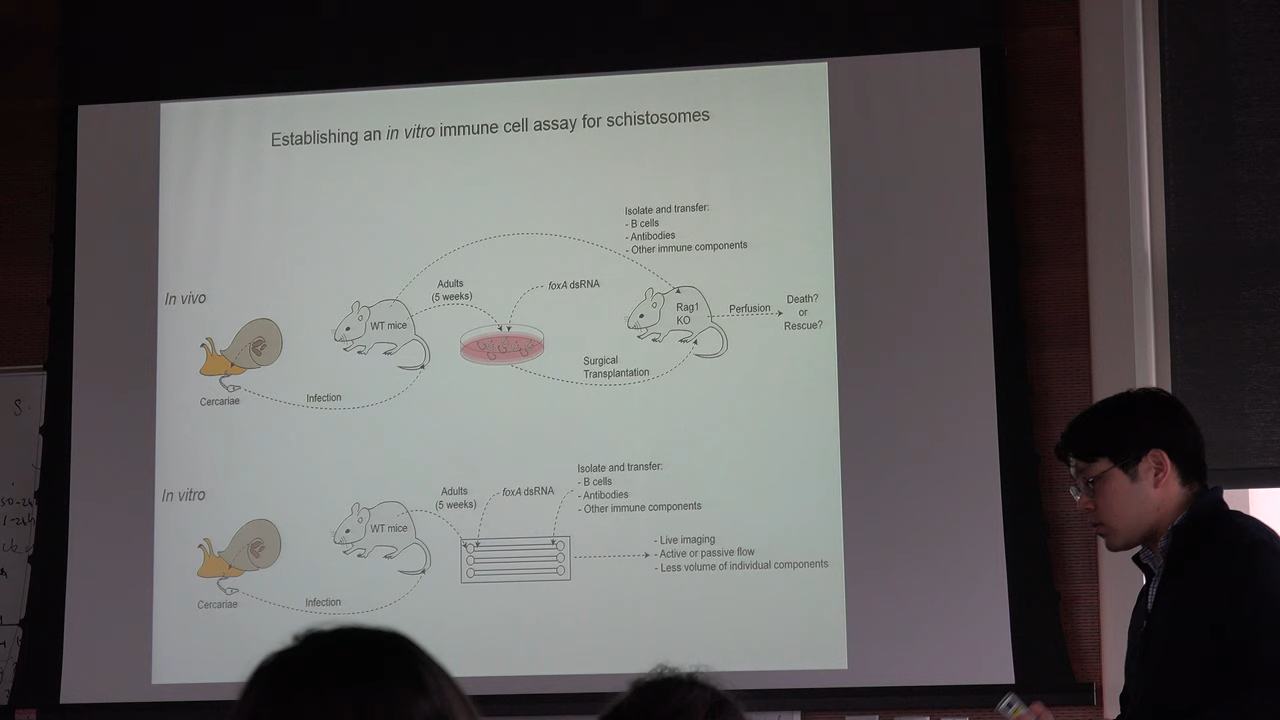 Establishing an in vitro immune cell assay for schistosomes
Isolate and transfer:
- B cells
- Antibodies
- Other immune components
In vivo
Adults
(5 weeks)
foxA dsRNA
WT mice
Rag1
KO
Perfusion
Death?
or
Rescue?
Surgical
Transplantation
Cercariae
Infection
In vitro
Isolate and transfer:
- B cells
- Antibodies
- Other immune components
Adults
(5 weeks)
foxA dsRNA
WT mice
- Live imaging
- Active or passive flow
- Less volume of individual components
Cercariae
Infection